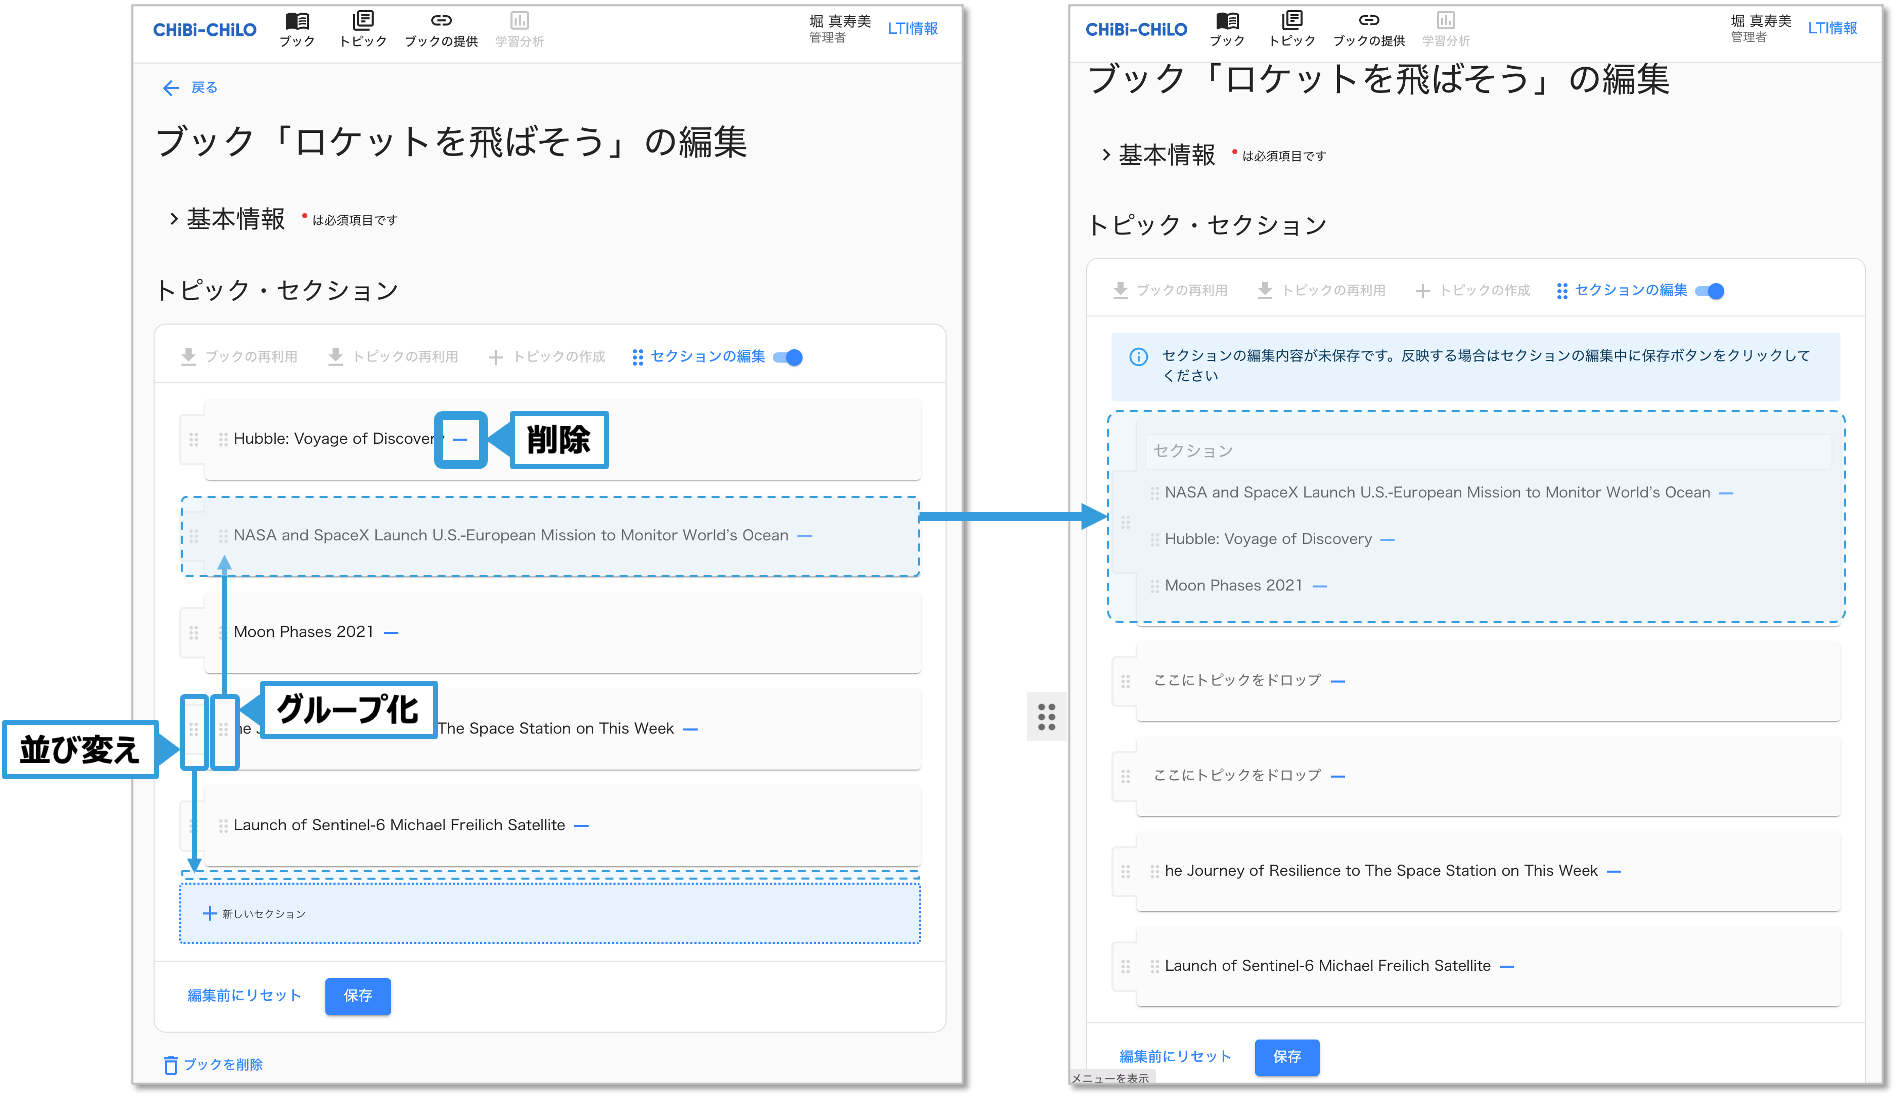 CHiBi-CHiLO
ブック
トピック
ブックの提供
学習分析
堀 真寿美
管理者
LTI情報
戻る
ブック「ロケットを飛ばそう」の編集
基本情報 * は必須項目です
トピック・セクション
ブックの再利用
トピックの再利用
トピックの作成
セクションの編集
Hubble: Voyage of Discovery
削除
NASA and SpaceX Launch U.S.-European Mission to Monitor World's Ocean
Moon Phases 2021
グループ化
he J The Space Station on This Week
並び変え
Launch of Sentinel-6 Michael Freilich Satellite
新しいセクション
編集前にリセット
保存
ブックを削除
CHiBi-CHiLO
ブック
トピック
ブックの提供
学習分析
堀 真寿美
管理者
LTI情報
ブック「ロケットを飛ばそう」の編集
基本情報 * は必須項目です
トピック・セクション
ブックの再利用
トピックの再利用
トピックの作成
セクションの編集
セクションの編集内容が未保存です。反映する場合はセクションの編集中に保存ボタンをクリックして
ください
セクション
NASA and SpaceX Launch U.S.-European Mission to Monitor World's Ocean
Hubble: Voyage of Discovery
Moon Phases 2021
ここにトピックをドロップ
ここにトピックをドロップ
he Journey of Resilience to The Space Station on This Week
Launch of Sentinel-6 Michael Freilich Satellite
編集前にリセット
保存
メニューを表示